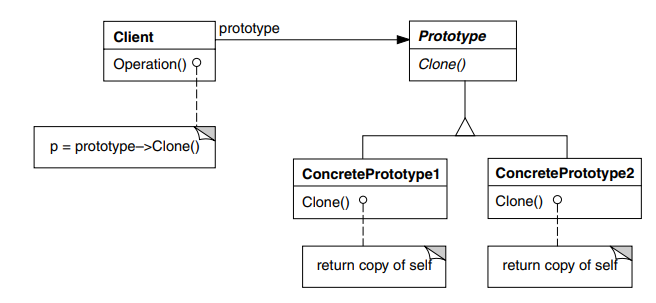 Client
prototype
Prototype
Operation()
Clone()
p = prototype–>Clone()
ConcretePrototype1
ConcretePrototype2
Clone()
Clone()
return copy of self
return copy of self